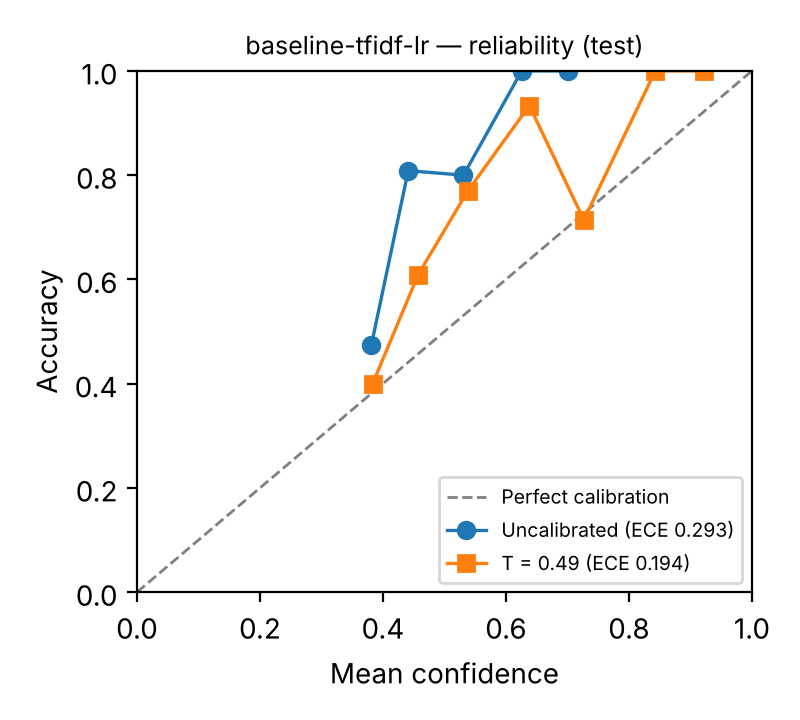 baseline-tfidf-lr — reliability (test)
1.0
0.8
0.6
0.4
0.2
0.0
Accuracy
0.0 0.2 0.4 0.6 0.8 1.0
Mean confidence
Perfect calibration
Uncalibrated (ECE 0.293)
T = 0.49 (ECE 0.194)